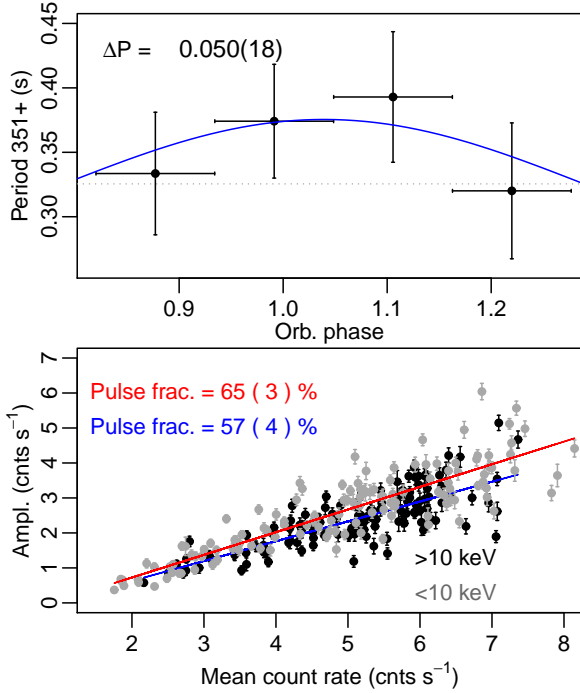 ΔP = 0.050(18)
Period 351+ (s)
0.45
0.40
0.35
0.30
0.9 1.0 1.1 1.2
Orb. phase
Pulse frac. = 65 ( 3 ) %
Pulse frac. = 57 ( 4 ) %
Ampl. (cnts s⁻¹)
7
6
5
4
3
2
1
0
>10 keV
<10 keV
2 3 4 5 6 7 8
Mean count rate (cnts s⁻¹)